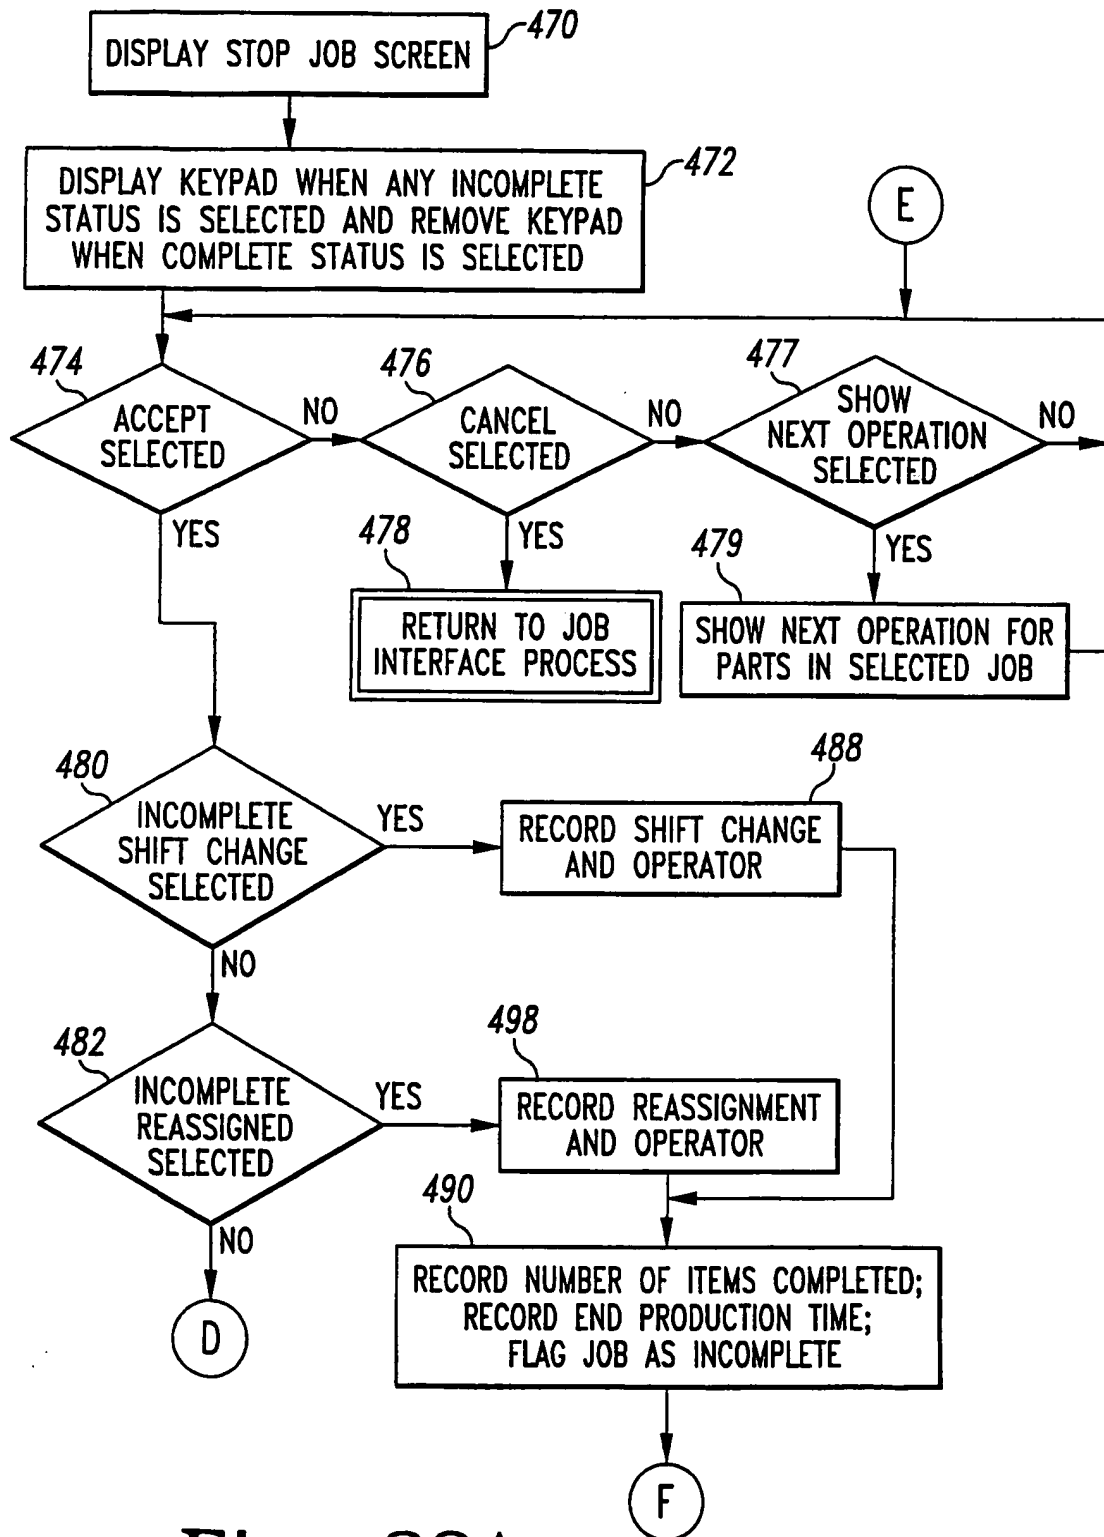 470
DISPLAY STOP JOB SCREEN
472
DISPLAY KEYPAD WHEN ANY INCOMPLETE
STATUS IS SELECTED AND REMOVE KEYPAD
WHEN COMPLETE STATUS IS SELECTED
E
474
ACCEPT
SELECTED
NO
YES
476
CANCEL
SELECTED
NO
YES
477
SHOW
NEXT OPERATION
SELECTED
NO
YES
478
RETURN TO JOB
INTERFACE PROCESS
479
SHOW NEXT OPERATION FOR
PARTS IN SELECTED JOB
480
INCOMPLETE
SHIFT CHANGE
SELECTED
YES
NO
488
RECORD SHIFT CHANGE
AND OPERATOR
482
INCOMPLETE
REASSIGNED
SELECTED
YES
NO
498
RECORD REASSIGNMENT
AND OPERATOR
490
RECORD NUMBER OF ITEMS COMPLETED;
RECORD END PRODUCTION TIME;
FLAG JOB AS INCOMPLETE
D
F